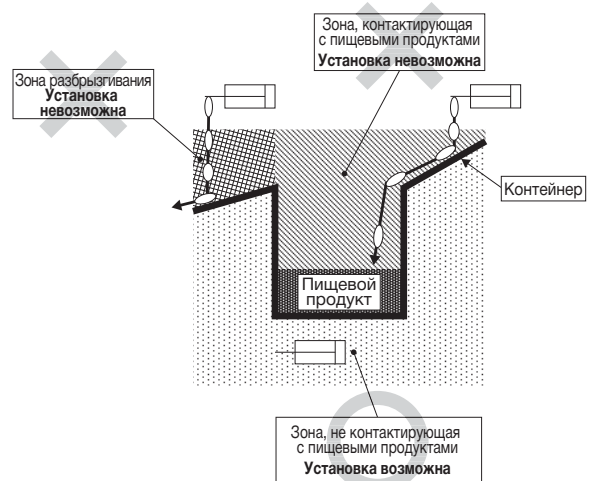 Зона, контактирующая
с пищевыми продуктами
Установка невозможна
Зона разбрызгивания
Установка
невозможна
Контейнер
Пищевой
продукт
Зона, не контактирующая
с пищевыми продуктами
Установка возможна